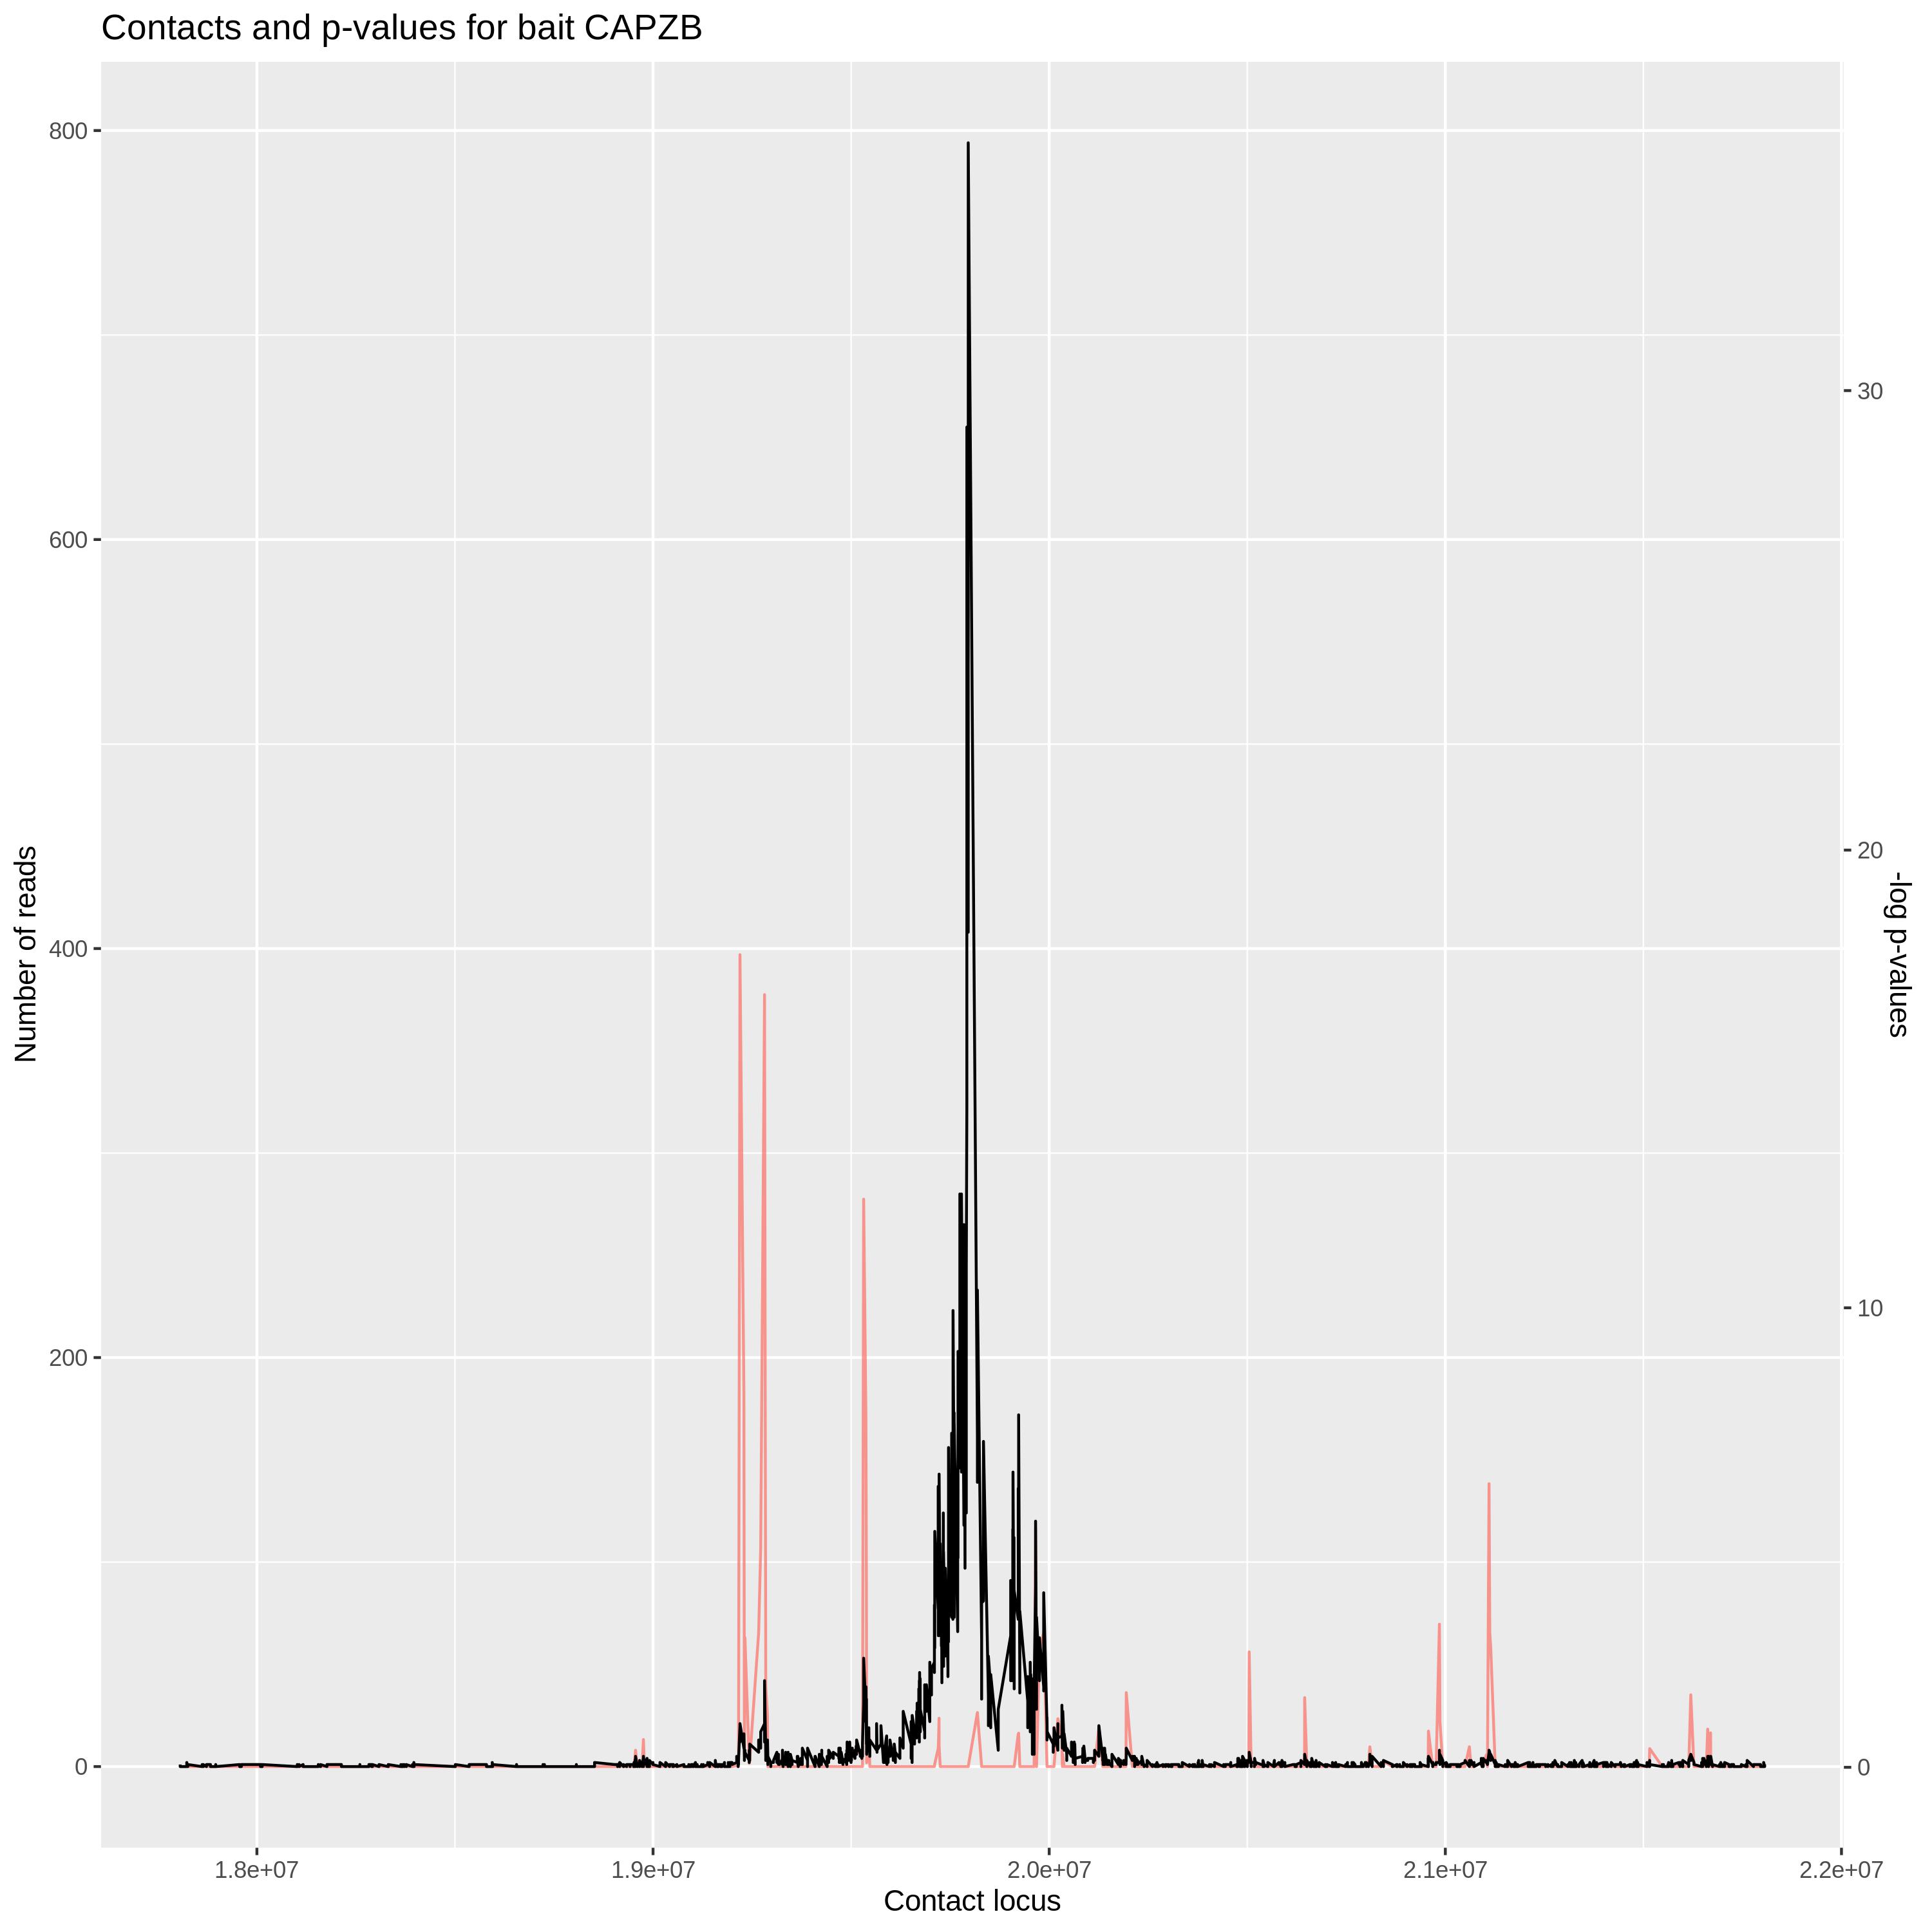 Contacts and p-values for bait CAPZB
800
600
400
200
0
Number of reads
30
20
10
0
-log p-values
1.8e+07 1.9e+07 2.0e+07 2.1e+07 2.2e+07
Contact locus